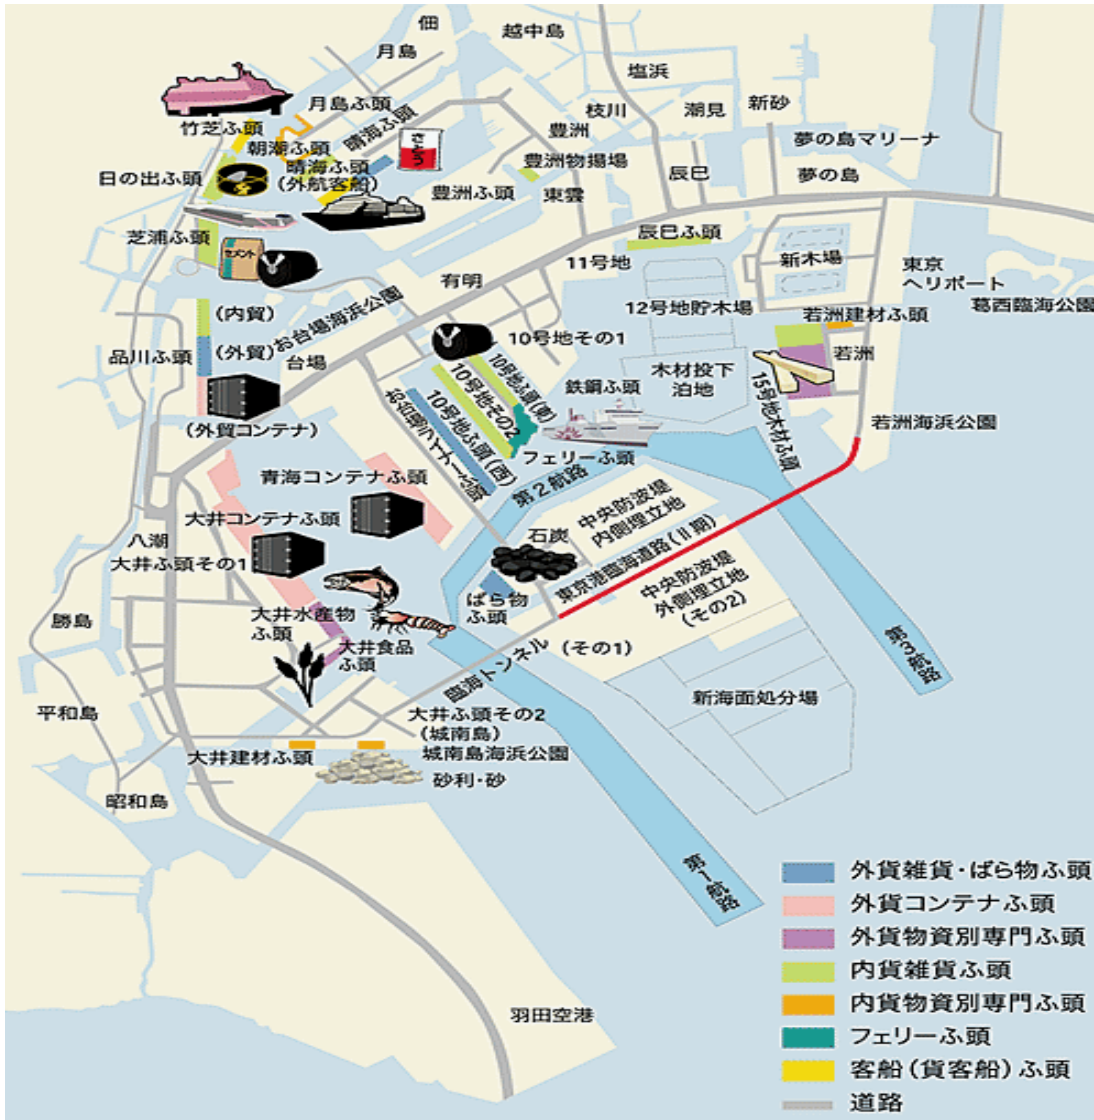 佃
越中島
月島
塩浜
月島ふ頭
枝川
潮見
新砂
竹芝ふ頭
晴海ふ頭
豊洲
朝潮ふ頭
さとう
夢の島マリーナ
日の出ふ頭
晴海ふ頭
(外航客船)
豊洲物揚場
辰巳
夢の島
豊洲ふ頭
東雲
芝浦ふ頭
セメント
辰巳ふ頭
11号地
新木場
東京
ヘリポート
有明
葛西臨海公園
(内貿)
お台場海浜公園
12号地貯木場
若洲建材ふ頭
品川ふ頭
(外貿)
台場
10号地その1
若洲
10号地ふ頭(東)
10号地その2
10号地ふ頭(西)
鉄鋼ふ頭
木材投下
泊地
15号地木材ふ頭
(外貿コンテナ)
若洲海浜公園
フェリーふ頭
青海コンテナふ頭
第2航路
大井コンテナふ頭
中央防波堤
内側埋立地
八潮
石炭
大井ふ頭その1
東京港臨海道路(II期)
中央防波堤
外側埋立地
(その2)
ばら物
ふ頭
大井水産物
ふ頭
勝島
大井食品
ふ頭
(その1)
第3航路
臨海トンネル
新海面処分場
平和島
大井ふ頭その2
(城南島)
城南島海浜公園
大井建材ふ頭
砂利・砂
昭和島
第1航路
羽田空港
外貨雑貨・ばら物ふ頭
外貨コンテナふ頭
外貨物資別専門ふ頭
内貨雑貨ふ頭
内貨物資別専門ふ頭
フェリーふ頭
客船(貨客船)ふ頭
道路